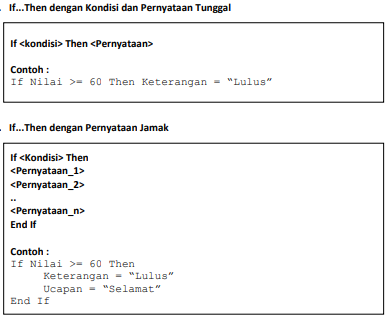 . If...Then dengan Kondisi dan Pernyataan Tunggal
If <kondisi> Then <Pernyataan>
Contoh :
If Nilai >= 60 Then Keterangan = “Lulus”
. If...Then dengan Pernyataan Jamak
If <Kondisi> Then
<Pernyataan_1>
<Pernyataan_2>
..
<Pernyataan_n>
End If
Contoh :
If Nilai >= 60 Then
Keterangan = “Lulus”
Ucapan = “Selamat”
End If